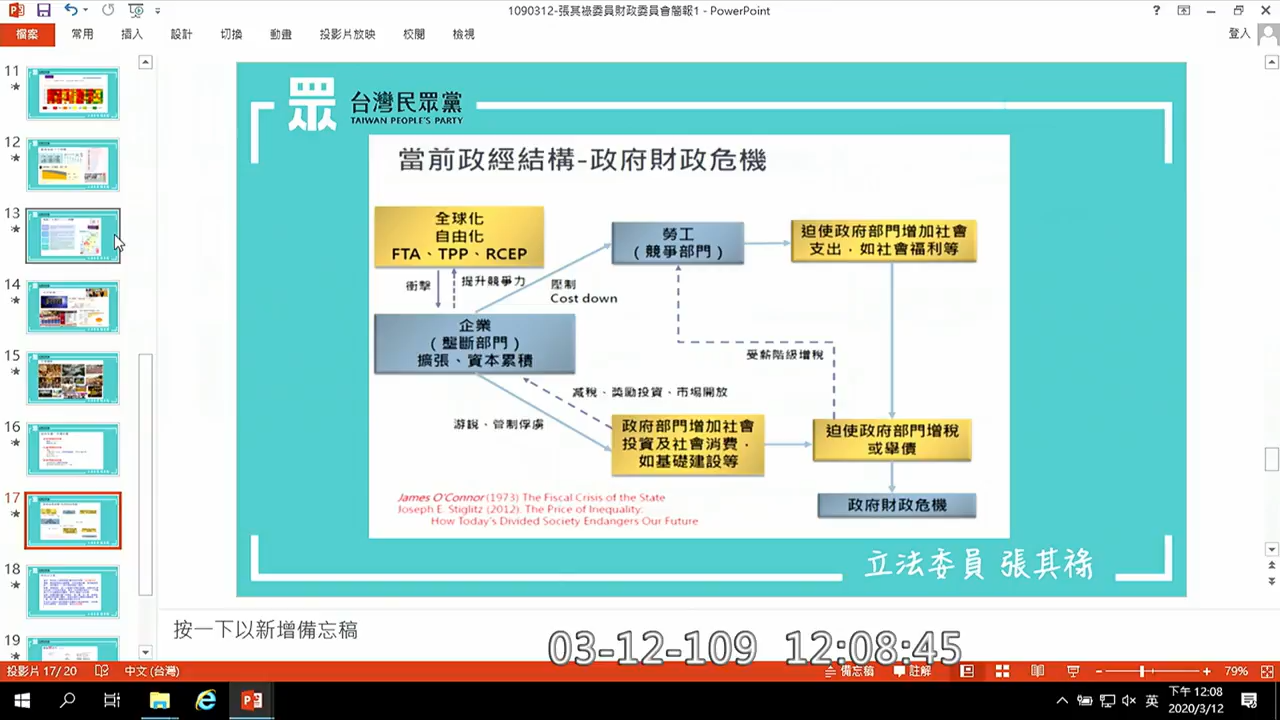 1090312-張其祿委員財政委員會簡報1 - PowerPoint
檔案 常用 插入 設計 切換 動畫 投影片放映 校閱 檢視 登入
11
12
13
14
15
16
17
18
19
眾 台灣民眾黨
TAIWAN PEOPLE'S PARTY
當前政經結構-政府財政危機
全球化
自由化
FTA、TPP、RCEP
勞工
(競爭部門)
迫使政府部門增加社會
支出，如社會福利等
衝擊
提升競爭力
壓制
Cost down
企業
(壟斷部門)
擴張、資本累積
受薪階級增稅
減稅、獎勵投資、市場開放
游說、管制俘虜
政府部門增加社會
投資及社會消費，
如基礎建設等
迫使政府部門增稅
或舉債
政府財政危機
James O'Connor (1973) The Fiscal Crisis of the State
Joseph E. Stiglitz (2012). The Price of Inequality:
How Today's Divided Society Endangers Our Future
立法委員 張其祿
按一下以新增備忘稿
03-12-109 12:08:45
投影片 17/20 中文(台灣) 備忘稿 註解 79%
英 下午 12:08
2020/3/12